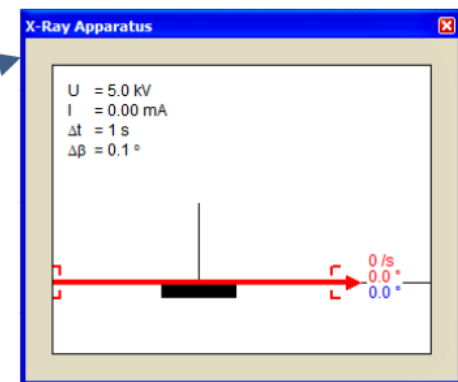 X-Ray Apparatus
U = 5.0 kV
I = 0.00 mA
Δt = 1 s
Δβ = 0.1 °
0 /s
0.0 °
0.0 °